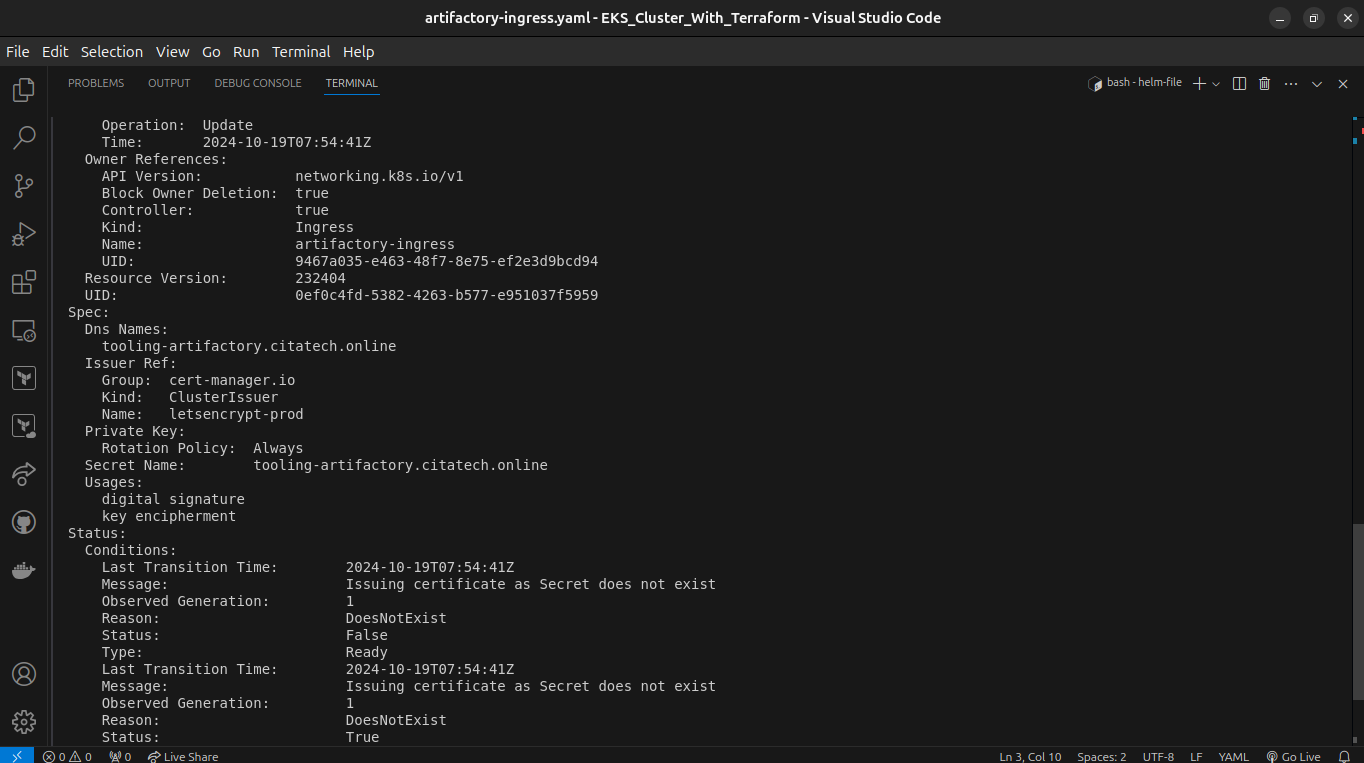 artifactory-ingress.yaml - EKS_Cluster_With_Terraform - Visual Studio Code
File Edit Selection View Go Run Terminal Help
PROBLEMS OUTPUT DEBUG CONSOLE TERMINAL
bash - helm-file
Operation: Update
Time: 2024-10-19T07:54:41Z
Owner References:
API Version: networking.k8s.io/v1
Block Owner Deletion: true
Controller: true
Kind: Ingress
Name: artifactory-ingress
UID: 9467a035-e463-48f7-8e75-ef2e3d9bcd94
Resource Version: 232404
UID: 0ef0c4fd-5382-4263-b577-e951037f5959
Spec:
Dns Names:
tooling-artifactory.citatech.online
Issuer Ref:
Group: cert-manager.io
Kind: ClusterIssuer
Name: letsencrypt-prod
Private Key:
Rotation Policy: Always
Secret Name: tooling-artifactory.citatech.online
Usages:
digital signature
key encipherment
Status:
Conditions:
Last Transition Time: 2024-10-19T07:54:41Z
Message: Issuing certificate as Secret does not exist
Observed Generation: 1
Reason: DoesNotExist
Status: False
Type: Ready
Last Transition Time: 2024-10-19T07:54:41Z
Message: Issuing certificate as Secret does not exist
Observed Generation: 1
Reason: DoesNotExist
Status: True
0 0 0 Live Share Ln 3, Col 10 Spaces: 2 UTF-8 LF YAML Go Live